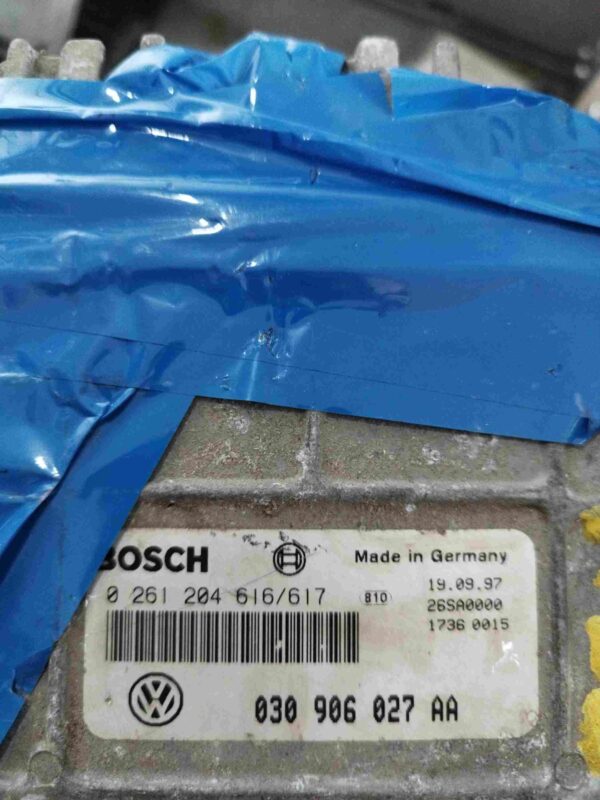 BOSCH
Made in Germany
0 261 204 616/617
810
19.09.97
26SA0000
1736 0015
030 906 027 AA